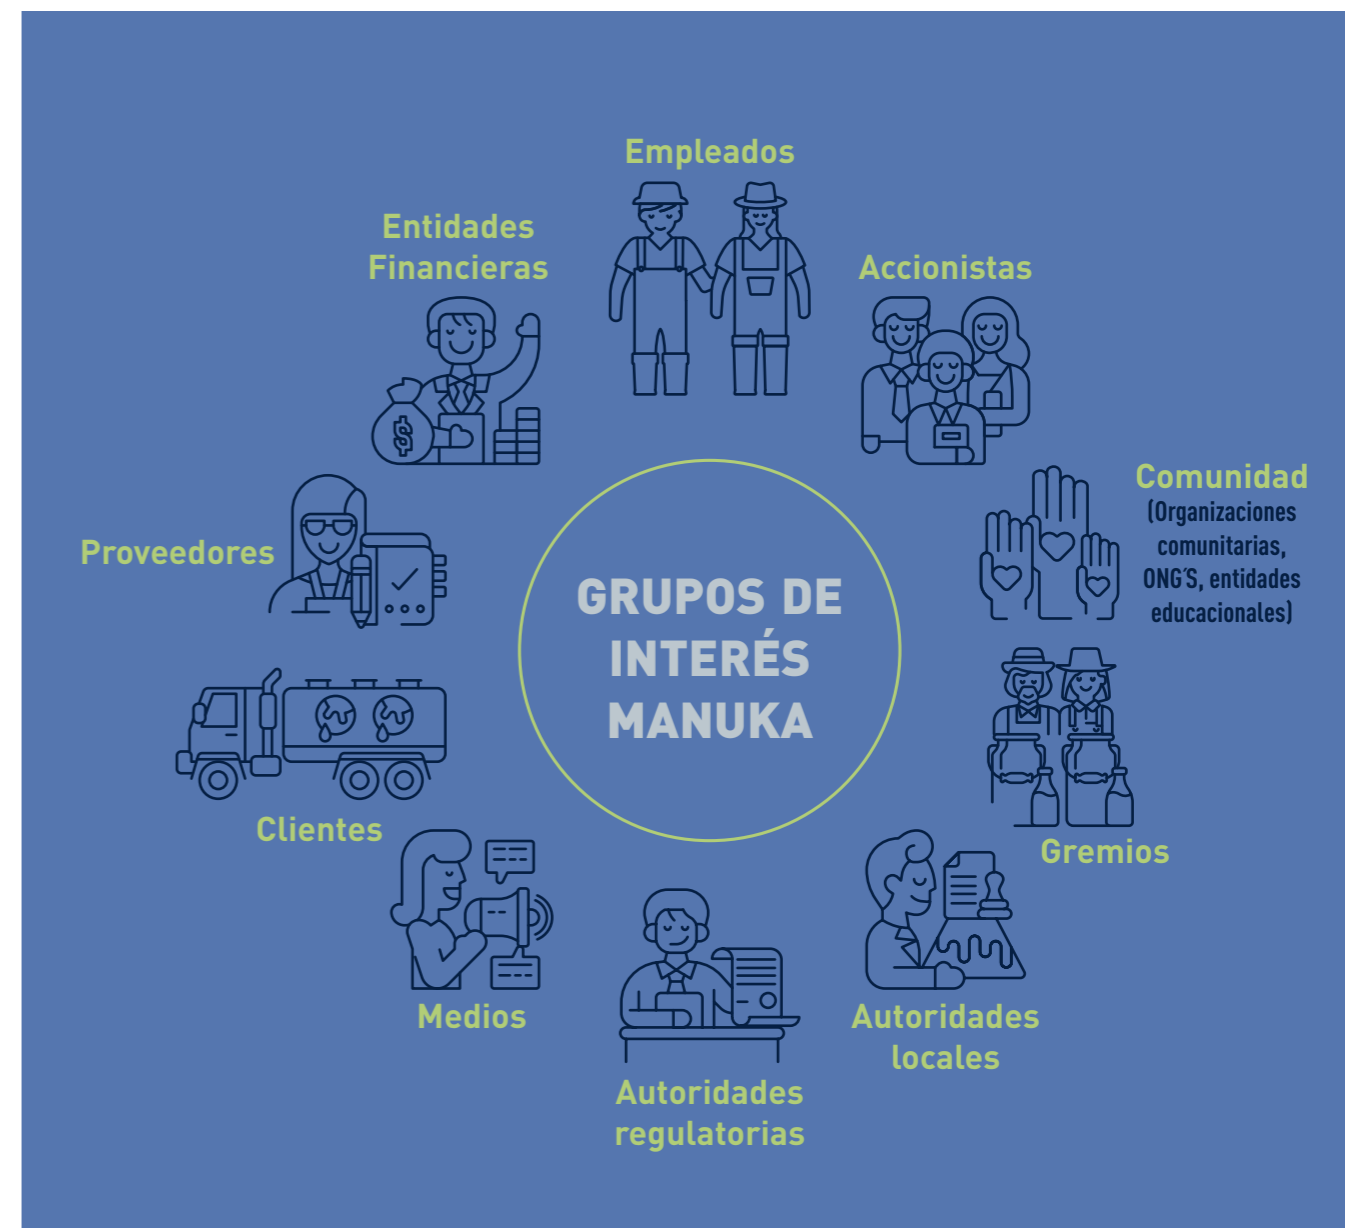 Empleados
Entidades
Financieras
Accionistas
Comunidad
(Organizaciones
comunitarias,
ONG´S, entidades
educacionales)
Proveedores
GRUPOS DE
INTERÉS
MANUKA
$
Clientes
Gremios
Medios
Autoridades
locales
Autoridades
regulatorias